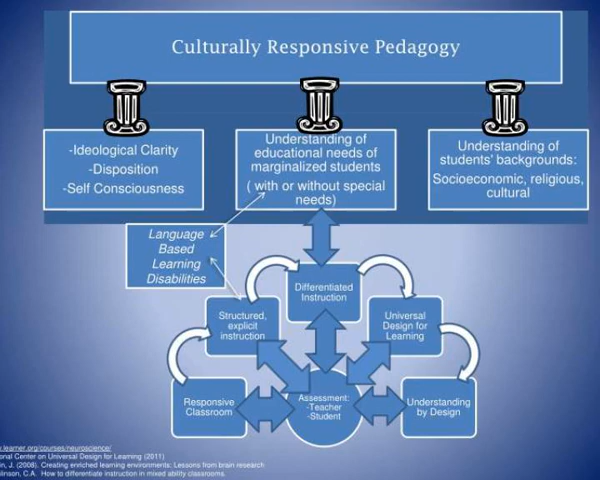 Culturally Responsive Pedagogy
-Ideological Clarity
-Disposition
-Self Consciousness
Understanding of
educational needs of
marginalized students
( with or without special
needs)
Understanding of
students' backgrounds:
Socioeconomic, religious,
cultural
Language
Based
Learning
Disabilities
Differentiated
Instruction
Structured,
explicit
instruction
Universal
Design for
Learning
Responsive
Classroom
Assessment:
-Teacher
-Student
Understanding
by Design
.learner.org/courses/neuroscience/
onal Center on Universal Design for Learning (2011)
n, J. (2008). Creating enriched learning environments: Lessons from brain research
linson, C.A. How to differentiate instruction in mixed ability classrooms.